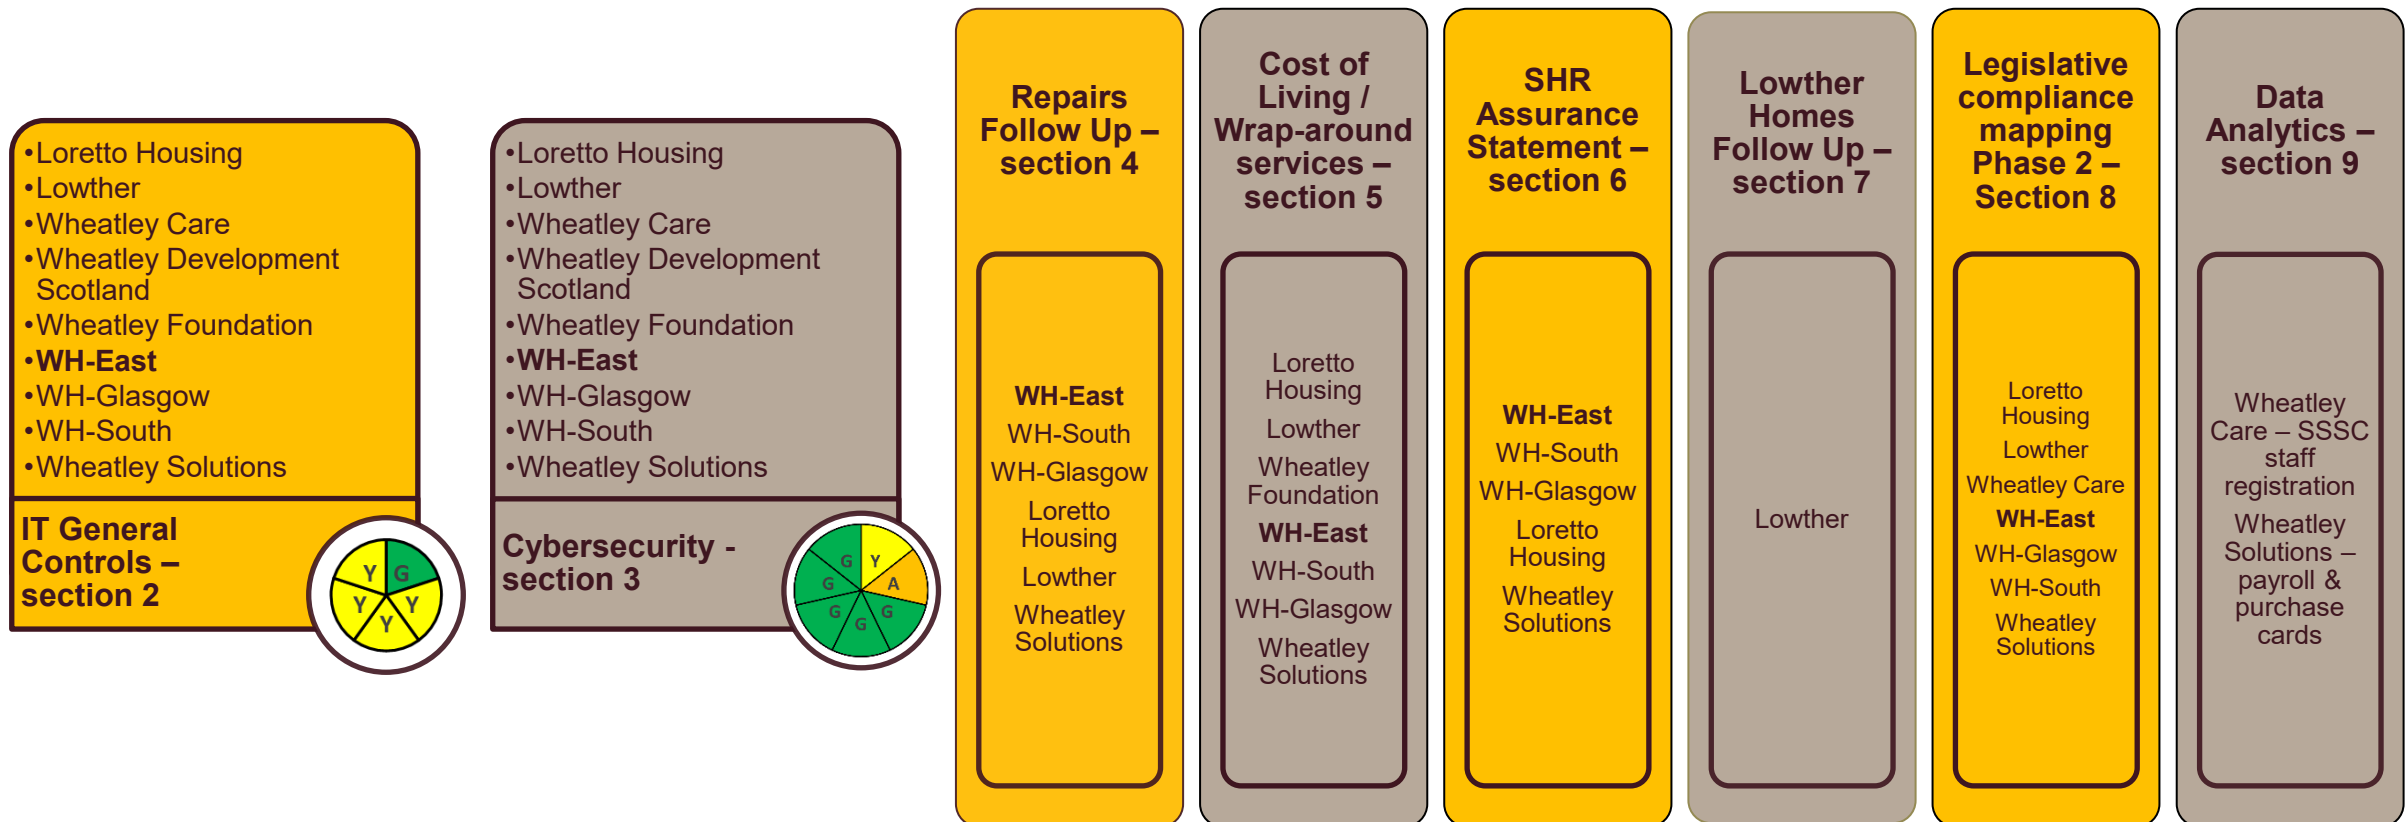 •Loretto Housing
•Lowther
•Wheatley Care
•Wheatley Development
Scotland
•Wheatley Foundation
•WH-East
•WH-Glasgow
•WH-South
•Wheatley Solutions
IT General
Controls –
section 2
Y
G
Y
Y
Y
•Loretto Housing
•Lowther
•Wheatley Care
•Wheatley Development
Scotland
•Wheatley Foundation
•WH-East
•WH-Glasgow
•WH-South
•Wheatley Solutions
Cybersecurity -
section 3
G
Y
G
A
G
G
G
Repairs
Follow Up –
section 4
WH-East
WH-South
WH-Glasgow
Loretto
Housing
Lowther
Wheatley
Solutions
Cost of
Living /
Wrap-around
services –
section 5
Loretto
Housing
Lowther
Wheatley
Foundation
WH-East
WH-South
WH-Glasgow
Wheatley
Solutions
SHR
Assurance
Statement –
section 6
WH-East
WH-South
WH-Glasgow
Loretto
Housing
Wheatley
Solutions
Lowther
Homes
Follow Up –
section 7
Lowther
Legislative
compliance
mapping
Phase 2 –
Section 8
Loretto
Housing
Lowther
Wheatley Care
WH-East
WH-Glasgow
WH-South
Wheatley
Solutions
Data
Analytics –
section 9
Wheatley
Care – SSSC
staff
registration
Wheatley
Solutions –
payroll &
purchase
cards